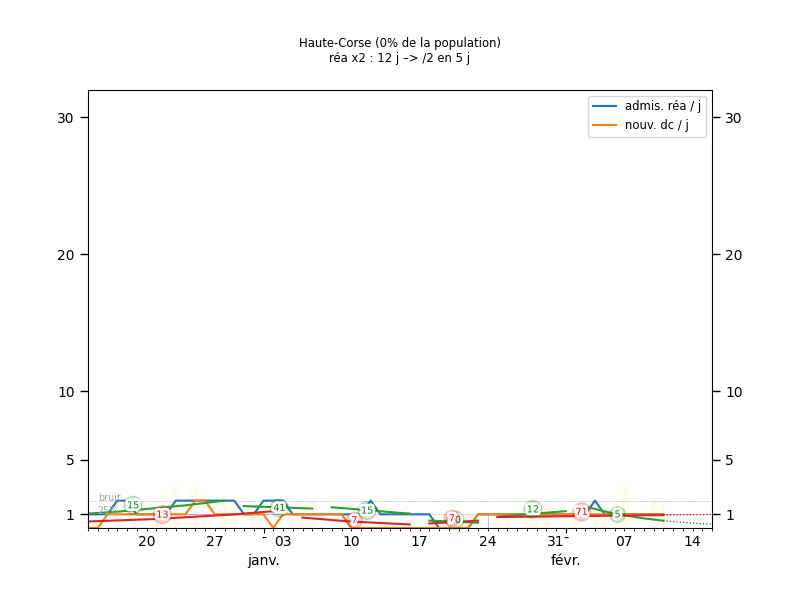 Haute-Corse (0% de la population)
réa x2 : 12 j –> /2 en 5 j
admis. réa / j
nouv. dc / j
30 30
20 20
10 10
5 5
1 1
bruit
15 13 41 7 15 7 12 71 5
20 27 03 10 17 24 31 07 14
janv. févr.